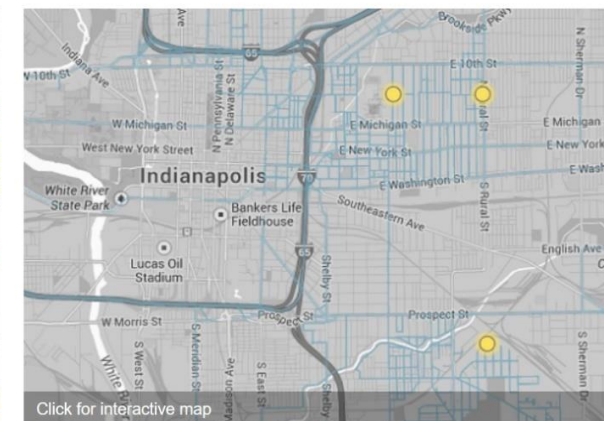 Ave
Brookside Pkwy
N Sherman Dr
Indiana Ave
65
W 10th St
E 10th St
N Pennsylvania St
N Delaware St
W Michigan St
E Michigan St
E Michigan
West New York Street
E New York St
E New York
Indianapolis
E Washington St
E Wash
White River
State Park
Bankers Life
Fieldhouse
Southeastern Ave
S Rural St
Lucas Oil
Stadium
65
English Ave
Shelby St
W Morris St
Prospect St
Prospect St
S West St
S Meridian St
Madison Ave
S East St
Shelby
S Sherman Dr
White River
Click for interactive map